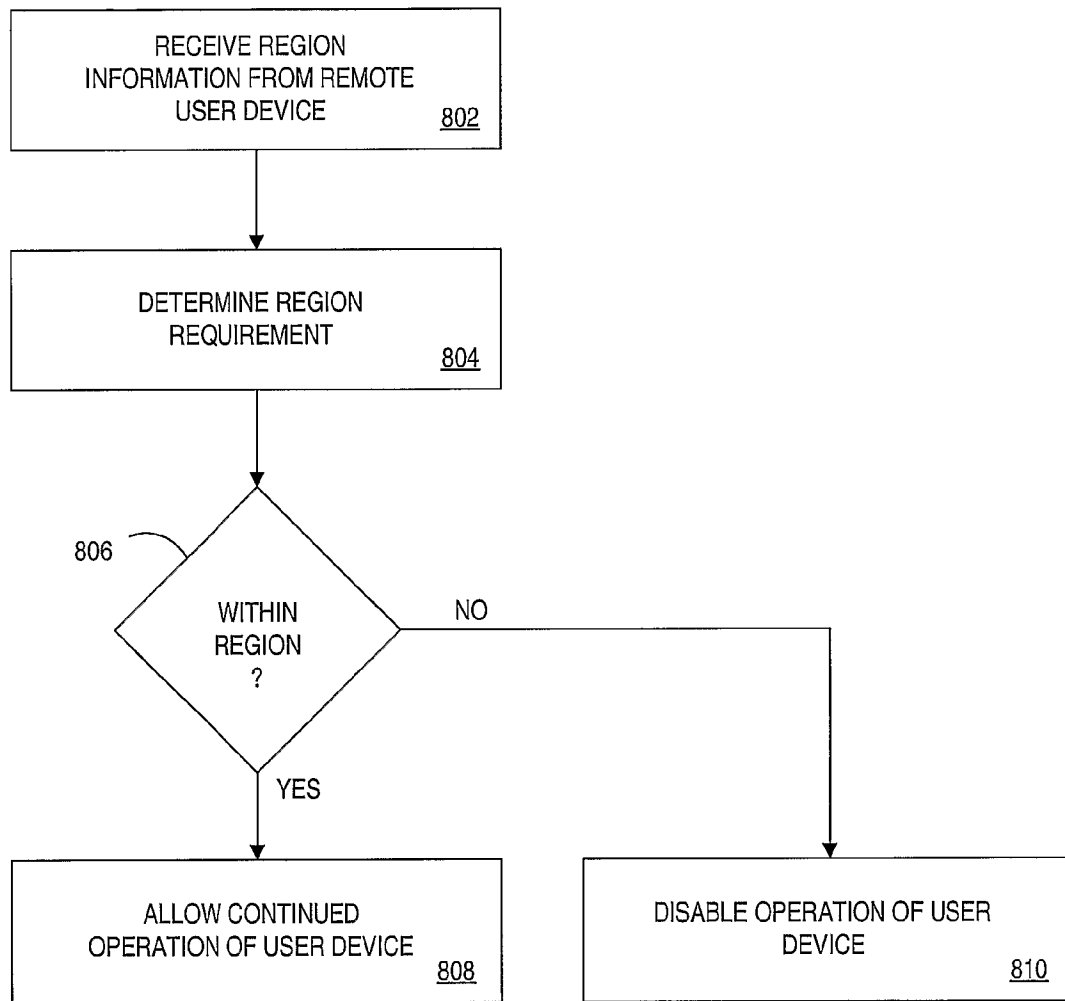 RECEIVE REGION
INFORMATION FROM REMOTE
USER DEVICE
802
DETERMINE REGION
REQUIREMENT
804
806
WITHIN
REGION
?
NO
YES
ALLOW CONTINUED
OPERATION OF USER DEVICE
808
DISABLE OPERATION OF USER
DEVICE
810